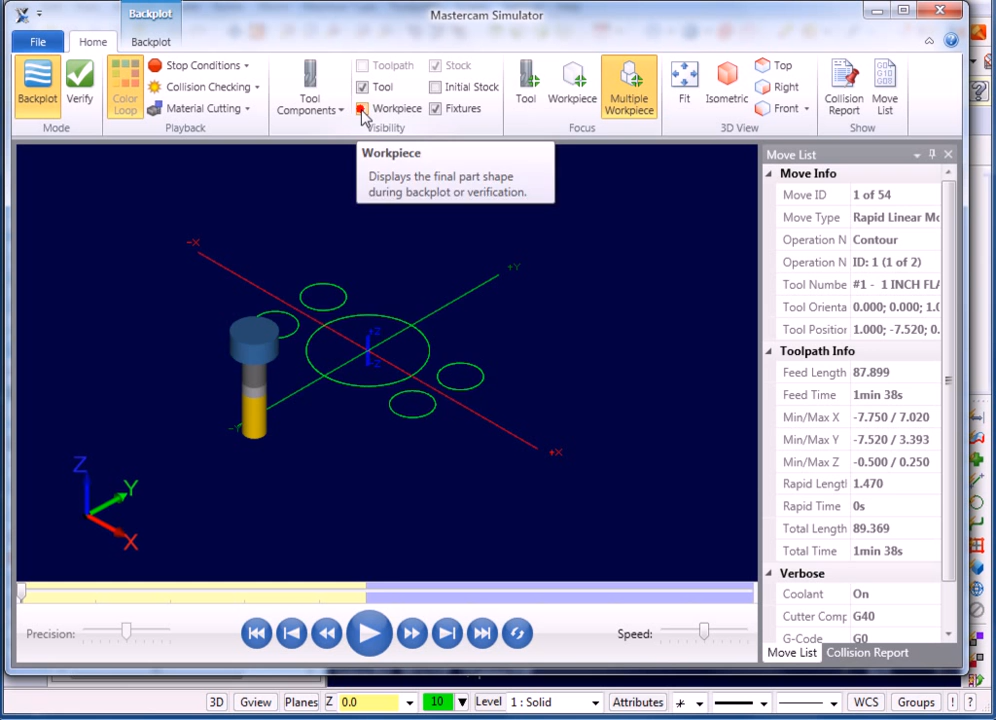 Backplot
Mastercam Simulator
File
Home
Backplot
Backplot
Verify
Mode
Color Loop
Stop Conditions
Collision Checking
Material Cutting
Playback
Tool Components
Toolpath
Tool
Workpiece
Stock
Initial Stock
Fixtures
Visibility
Tool
Workpiece
Multiple Workpiece
Focus
Fit
Isometric
Top
Right
Front
3D View
Collision Report
Move List
Show
G10
Workpiece
Displays the final part shape
during backplot or verification.
-X
+Y
Z
Z
-Y
+X
Z
Y
X
Precision:
Speed:
Move List
Move Info
Move ID 1 of 54
Move Type Rapid Linear Mo
Operation N Contour
Operation N ID: 1 (1 of 2)
Tool Numbe #1 - 1 INCH FLA
Tool Orienta 0.000; 0.000; 1.0
Tool Position 1.000; -7.520; 0.
Toolpath Info
Feed Length 87.899
Feed Time 1min 38s
Min/Max X -7.750 / 7.020
Min/Max Y -7.520 / 3.393
Min/Max Z -0.500 / 0.250
Rapid Lengtl 1.470
Rapid Time 0s
Total Length 89.369
Total Time 1min 38s
Verbose
Coolant On
Cutter Comp G40
G-Code G0
Move List Collision Report
3D Gview Planes Z 0.0 10 Level 1 : Solid Attributes * WCS Groups ! ?